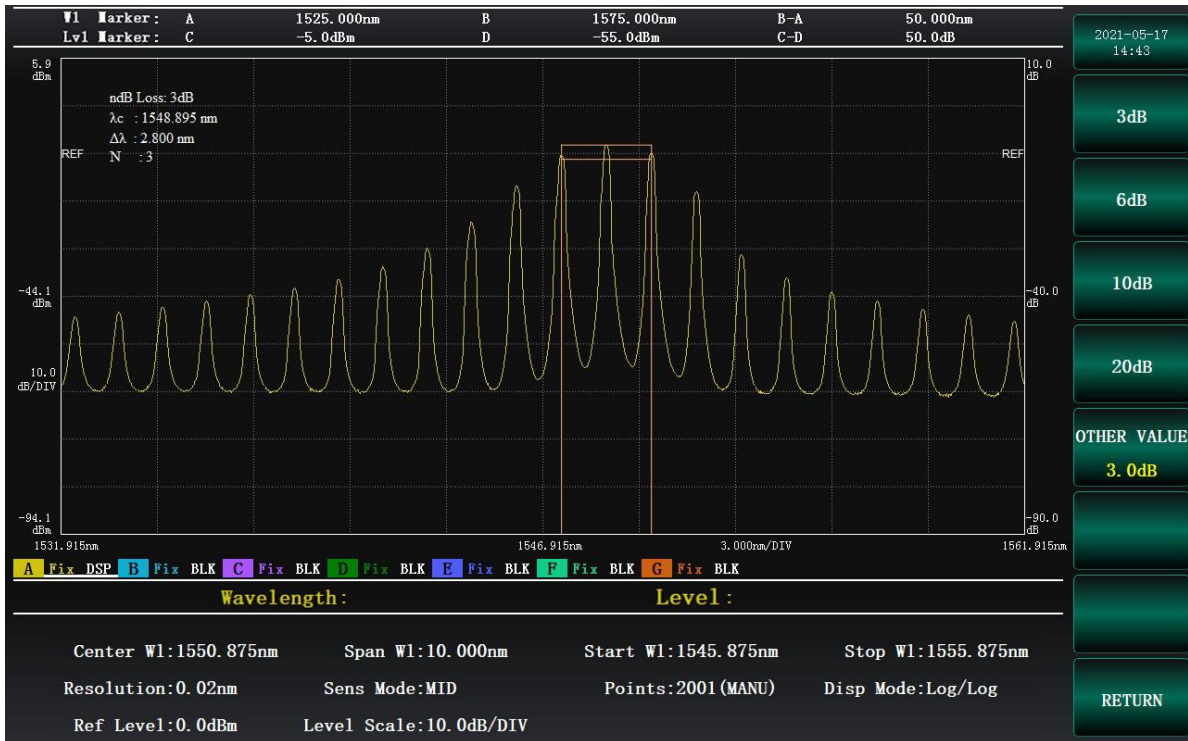 Wl Marker: A 1525.000nm B 1575.000nm B-A 50.000nm
Lvl Marker: C -5.0dBm D -55.0dBm C-D 50.0dB
2021-05-17
14:43
5.9
dBm
10.0
dB
ndB Loss: 3dB
λc : 1548.895 nm
Δλ : 2.800 nm
N : 3
REF
REF
-44.1
dBm
-40.0
dB
10.0
dB/DIV
-94.1
dBm
-90.0
dB
1531.915nm 1546.915nm 3.000nm/DIV 1561.915nm
A Fix DSP B Fix BLK C Fix BLK D Fix BLK E Fix BLK F Fix BLK G Fix BLK
Wavelength: Level:
Center Wl:1550.875nm Span Wl:10.000nm Start Wl:1545.875nm Stop Wl:1555.875nm
Resolution:0.02nm Sens Mode:MID Points:2001(MANU) Disp Mode:Log/Log
Ref Level:0.0dBm Level Scale:10.0dB/DIV
3dB
6dB
10dB
20dB
OTHER VALUE
3.0dB
RETURN